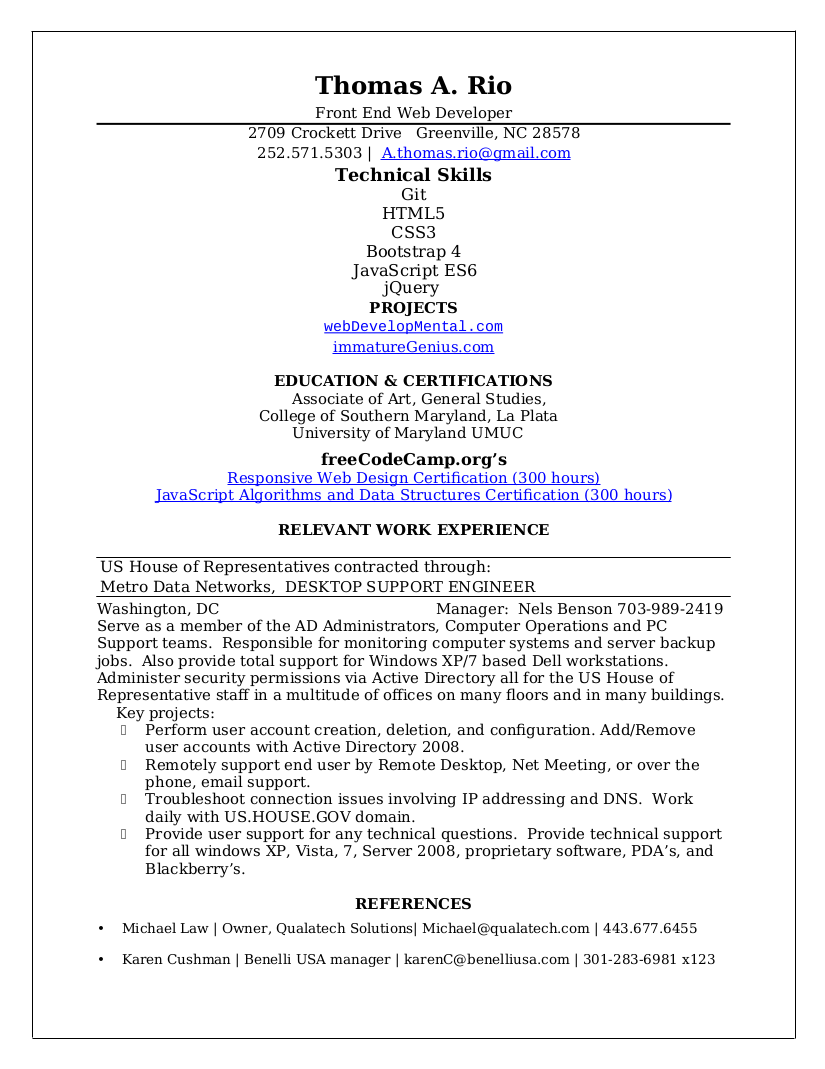 Thomas A. Rio
Front End Web Developer
2709 Crockett Drive   Greenville, NC 28578
252.571.5303 |  A.thomas.rio@gmail.com
Technical Skills
Git
HTML5
CSS3
Bootstrap 4
JavaScript ES6
jQuery
PROJECTS
webDevelopMental.com
immatureGenius.com
EDUCATION & CERTIFICATIONS
Associate of Art, General Studies,
College of Southern Maryland, La Plata
University of Maryland UMUC
freeCodeCamp.org’s
Responsive Web Design Certification (300 hours)
JavaScript Algorithms and Data Structures Certification (300 hours)
RELEVANT WORK EXPERIENCE
US House of Representatives contracted through:
Metro Data Networks,  DESKTOP SUPPORT ENGINEER
Washington, DC    Manager:  Nels Benson 703-989-2419
Serve as a member of the AD Administrators, Computer Operations and PC
Support teams.  Responsible for monitoring computer systems and server backup
jobs.  Also provide total support for Windows XP/7 based Dell workstations.
Administer security permissions via Active Directory all for the US House of
Representative staff in a multitude of offices on many floors and in many buildings.
Key projects:
Perform user account creation, deletion, and configuration. Add/Remove
user accounts with Active Directory 2008.
Remotely support end user by Remote Desktop, Net Meeting, or over the
phone, email support.
Troubleshoot connection issues involving IP addressing and DNS.  Work
daily with US.HOUSE.GOV domain.
Provide user support for any technical questions.  Provide technical support
for all windows XP, Vista, 7, Server 2008, proprietary software, PDA’s, and
Blackberry’s.
REFERENCES
• Michael Law | Owner, Qualatech Solutions| Michael@qualatech.com | 443.677.6455
• Karen Cushman | Benelli USA manager | karenC@benelliusa.com | 301-283-6981 x123